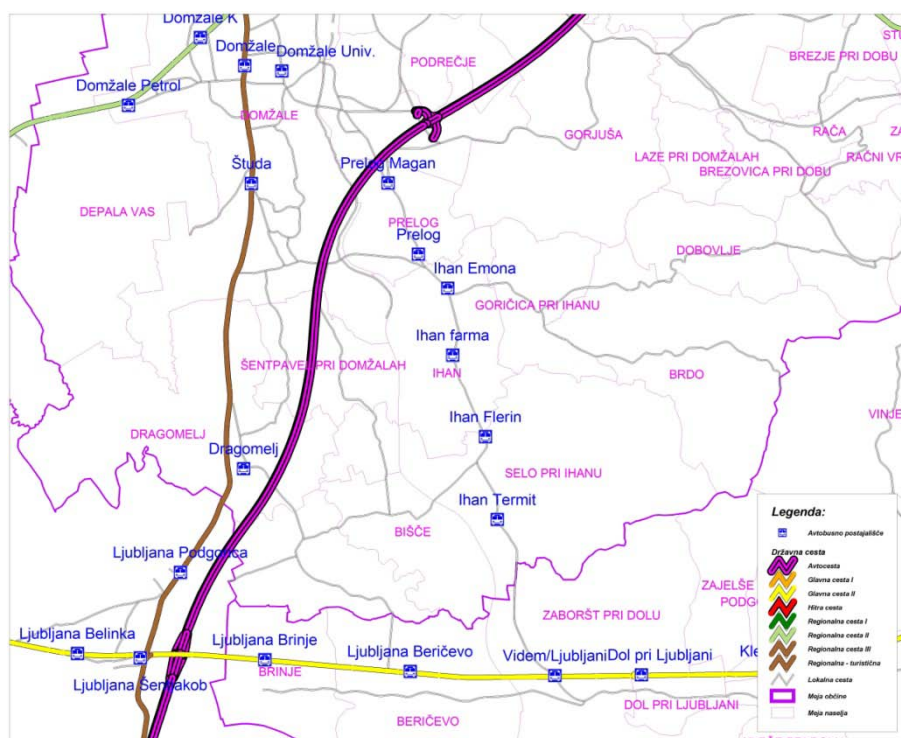 Domžale K
Domžale
Domžale Univ.
PODREČJE
BREZJE PRI DOBU
Domžale Petrol
DOMŽALE
GORJUŠA
RAČA
Študa
Prelog Magan
LAZE PRI DOMŽALAH
RAČNI VR
BREZOVICA PRI DOBU
DEPALA VAS
PRELOG
Prelog
DOBOVLJE
Ihan Emona
GORIČICA PRI IHANU
Ihan farma
ŠENTPAVEL PRI DOMŽALAH
IHAN
BRDO
Ihan Flerin
VINJE
DRAGOMELJ
Dragomelj
SELO PRI IHANU
Ihan Termit
BIŠČE
Ljubljana Podgorica
ZAJELŠE
PODGO
ZABORŠT PRI DOLU
Ljubljana Belinka
Ljubljana Brinje
Ljubljana Beričevo
Videm/Ljubljani
Dol pri Ljubljani
Kle
BRINJE
Ljubljana Šentjakob
DOL PRI LJUBLJANI
BERIČEVO
Legenda:
Avtobusno postajališče
Državna cesta
Avtocesta
Glavna cesta I
Glavna cesta II
Hitra cesta
Regionalna cesta I
Regionalna cesta II
Regionalna cesta III
Regionalna - turistična
Lokalna cesta
Meja občine
Meja naselja